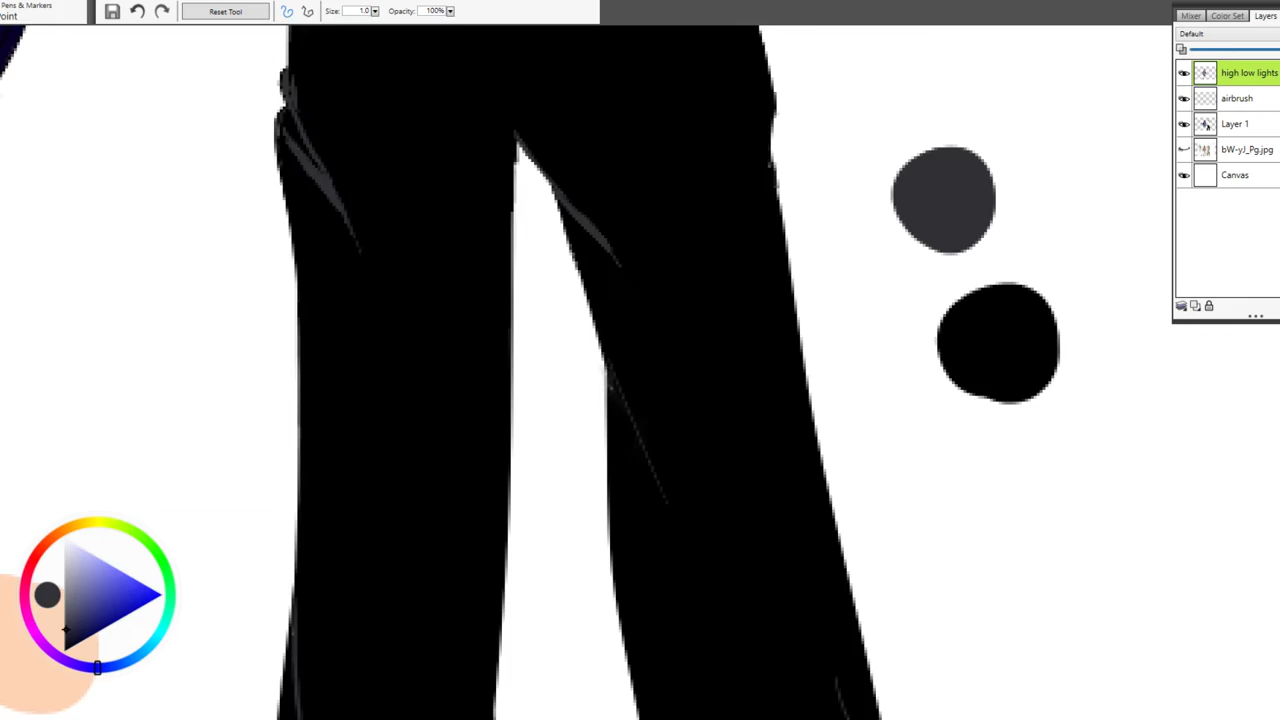 Pens & Markers
Point
Reset Tool
Size: 1.0
Opacity: 100%
Mixer Color Set Layers
Default
high low lights
airbrush
Layer 1
bW-yJ_Pg.jpg
Canvas